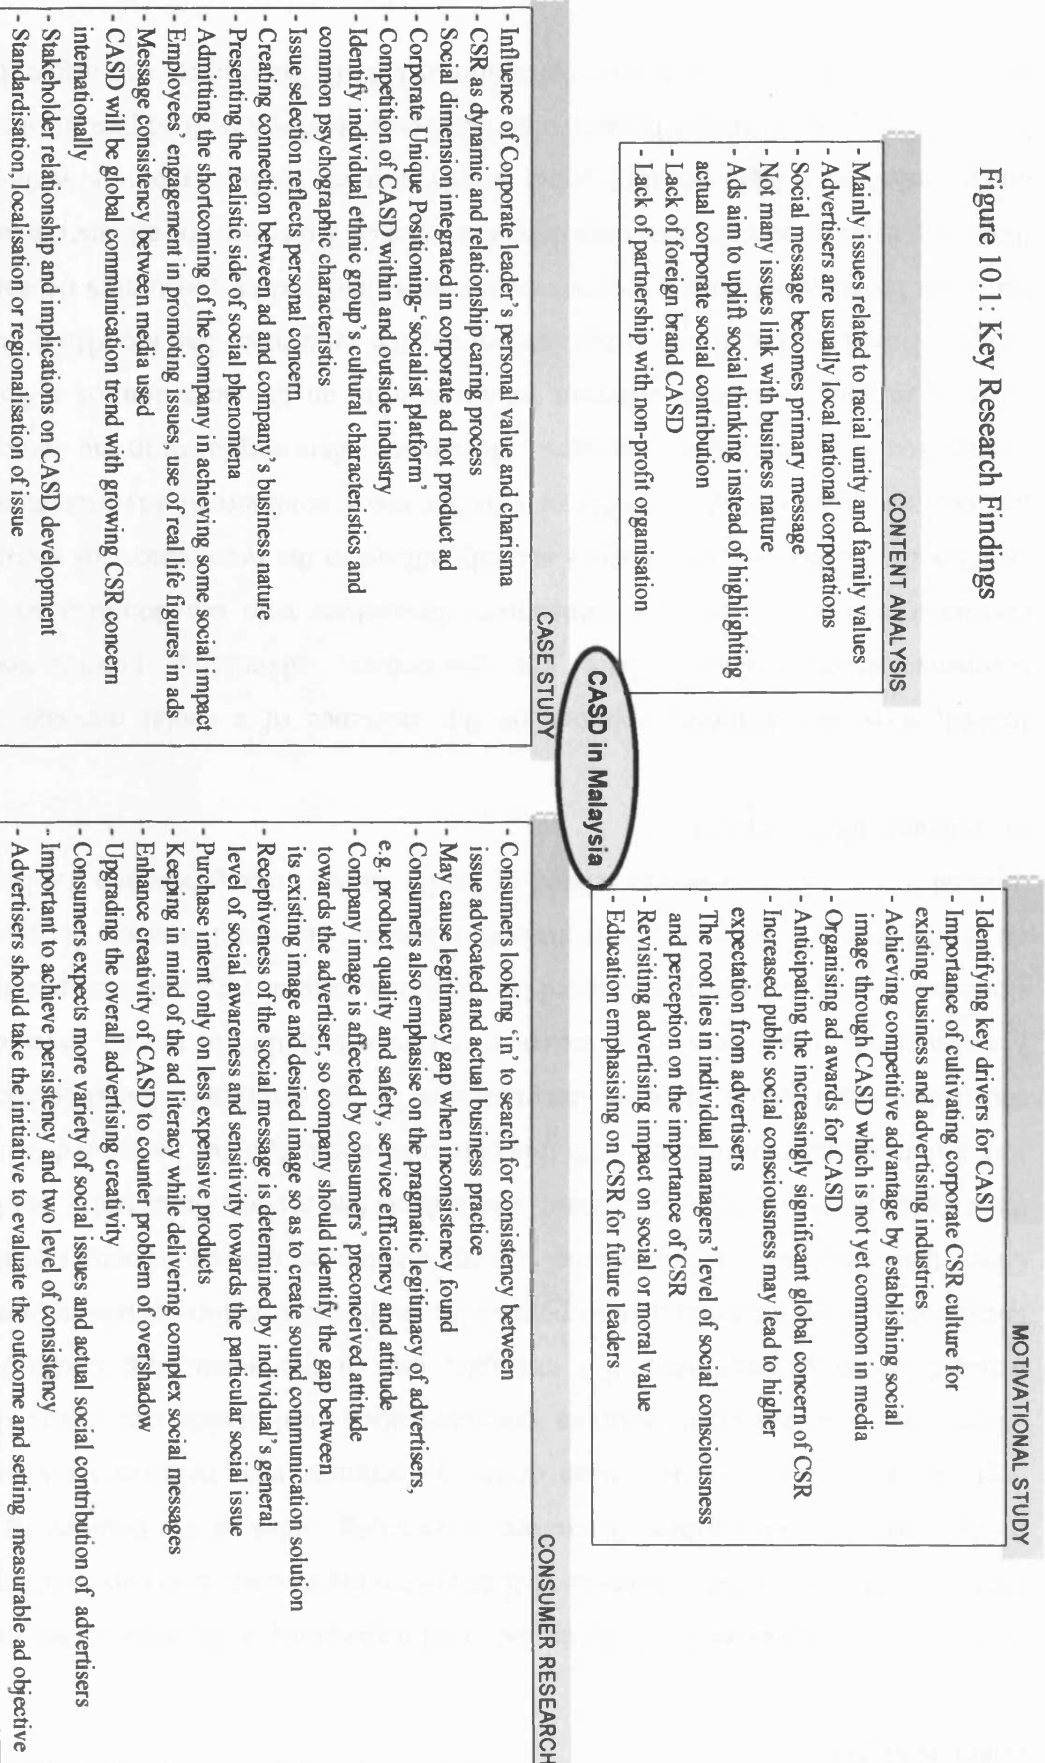 Figure 101: Key Research Findings
CONTENT ANALYSIS
- Mainly issues related to racial unity and family values
- Advertisers are usually local national corporations
- Social message becomes primary message
- Not many issues link with business nature
- Ads aim to uplift social thinking instead of highlighting
actual corporate social contribution
- Lack of foreign brand CASD
- Lack of partnership with non-profit organisation
MOTIVATIONAL STUDY
- Identifying key drivers for CASD
- Importance of cultivating corporate CSR culture for
existing business and advertising industries
- Achieving competitive advantage by establishing social
image through CASD which is not yet common in media
- Organising ad awards for CASD
- Anticipating the increasingly significant global concern of CSR
- Increased public social consciousness may lead to higher
expectation from advertisers
- The root lies in individual managers' level of social consciousness
and perception on the importance of CSR
- Revisiting advertising impact on social or moral value
- Education emphasising on CSR for future leaders
CASD in Malaysia
CASE STUDY
- Influence of Corporate leader's personal value and charisma
- CSR as dynamic and relationship caring process
- Social dimension integrated in corporate ad not product ad
- Corporate Unique Positioning- 'socialist platform'
- Competition of CASD within and outside industry
- Identify individual ethnic group's cultural characteristics and
common psychographic characteristics
- Issue selection reflects personal concern
- Creating connection between ad and company's business nature
- Presenting the realistic side of social phenomena
- Admitting the shortcoming of the company in achieving some social impact
- Employees' engagement in promoting issues, use of real life figures in ads
- Message consistency between media used
- CASD will be global communication trend with growing CSR concern
internationally
- Stakeholder relationship and implications on CASD development
- Standardisation, localisation or regionalisation of issue
CONSUMER RESEARCH
- Consumers looking 'in' to search for consistency between
issue advocated and actual business practice
- May cause legitimacy gap when inconsistency found
- Consumers also emphasise on the pragmatic legitimacy of advertisers,
e.g. product quality and safety, service efficiency and attitude
- Company image is affected by consumers' preconceived attitude
towards the advertiser, so company should identify the gap between
its existing image and desired image so as to create sound communication solution
- Receptiveness of the social message is determined by individual's general
level of social awareness and sensitivity towards the particular social issue
- Purchase intent only on less expensive products
- Keeping in mind of the ad literacy while delivering complex social messages
- Enhance creativity of CASD to counter problem of overshadow
- Upgrading the overall advertising creativity
- Consumers expects more variety of social issues and actual social contribution of advertisers
- Important to achieve persistency and two level of consistency
- Advertisers should take the initiative to evaluate the outcome and setting measurable ad objective